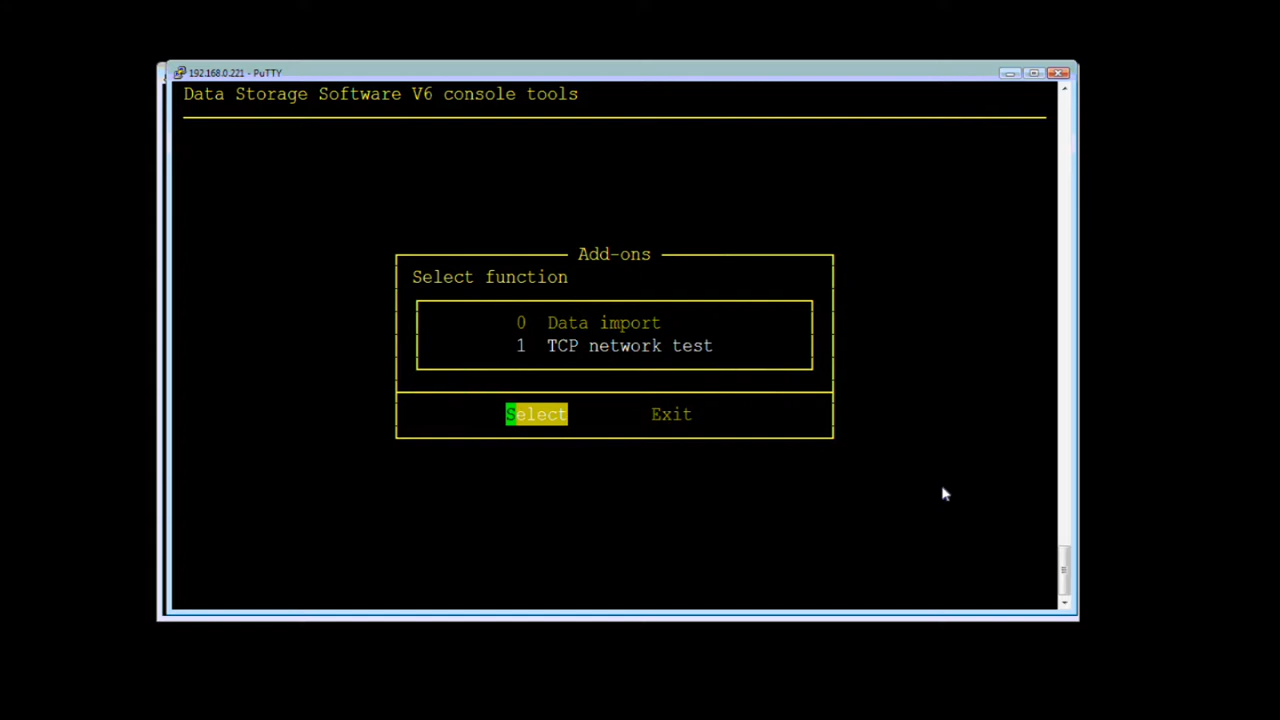 192.168.0.221 - PuTTY
Data Storage Software V6 console tools
Add-ons
Select function
0 Data import
1 TCP network test
Select Exit